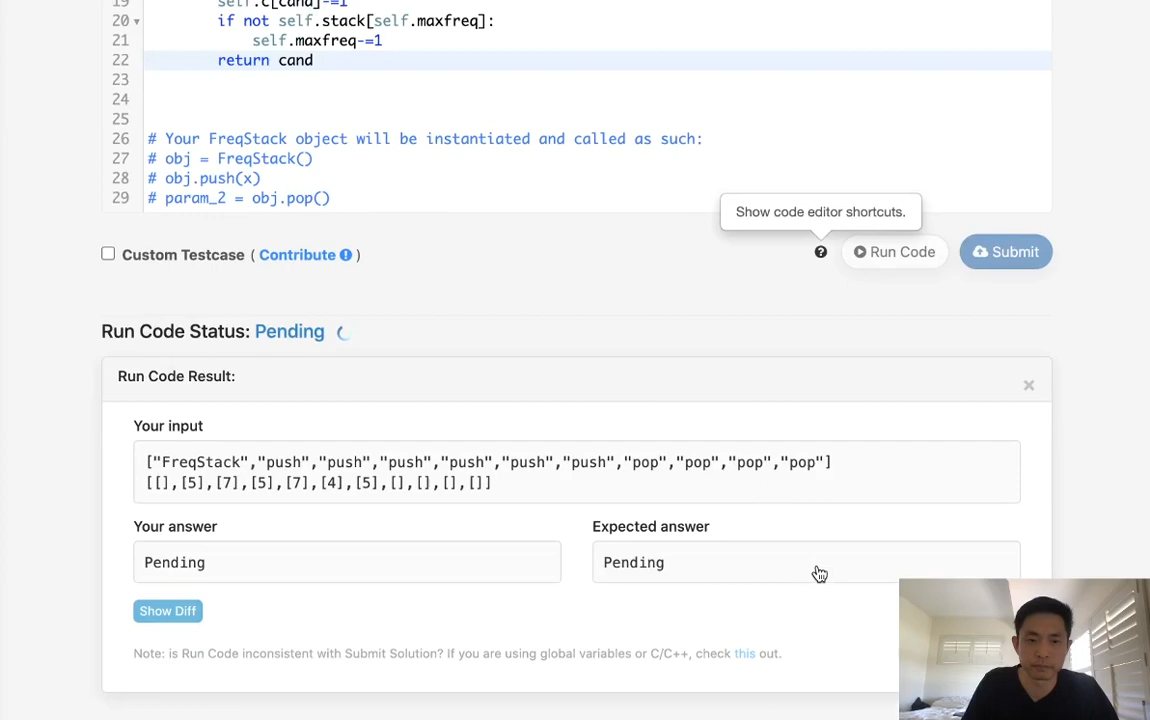 19 self.c[cand]-=1
20 if not self.stack[self.maxfreq]:
21 self.maxfreq-=1
22 return cand
23
24
25
26 # Your FreqStack object will be instantiated and called as such:
27 # obj = FreqStack()
28 # obj.push(x)
29 # param_2 = obj.pop()
Show code editor shortcuts.
Custom Testcase ( Contribute )
Run Code
Submit
Run Code Status: Pending
Run Code Result:
×
Your input
["FreqStack","push","push","push","push","push","push","pop","pop","pop","pop"]
[[],[5],[7],[5],[7],[4],[5],[],[],[],[]]
Your answer
Expected answer
Pending
Pending
Show Diff
Note: is Run Code inconsistent with Submit Solution? If you are using global variables or C/C++, check this out.